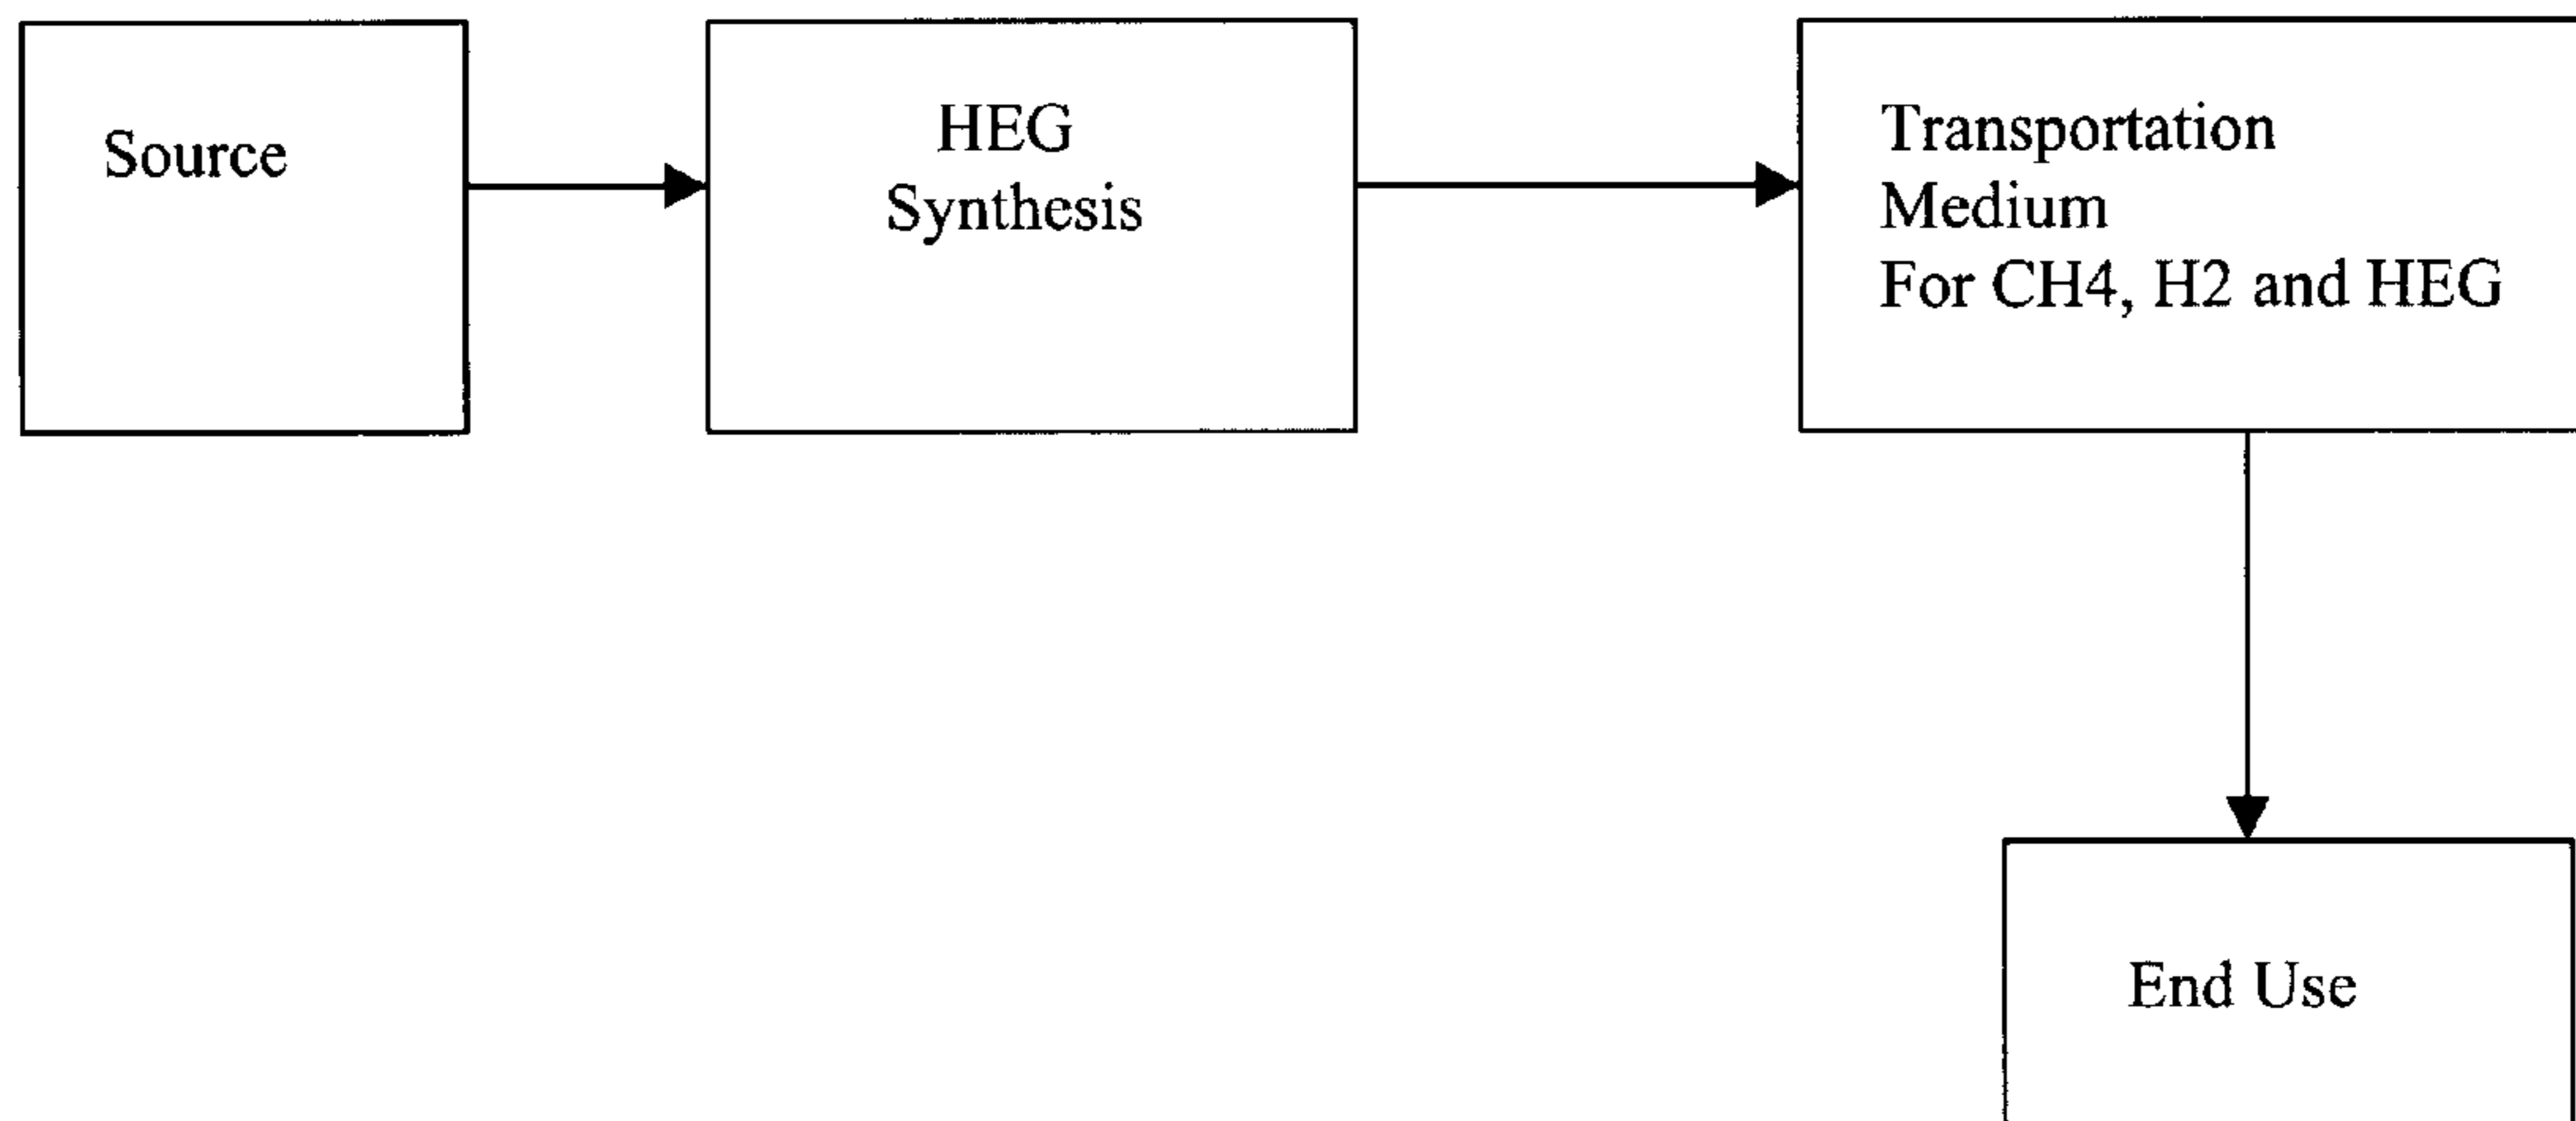 Source
HEG
Synthesis
Transportation
Medium
For CH4, H2 and HEG
End Use